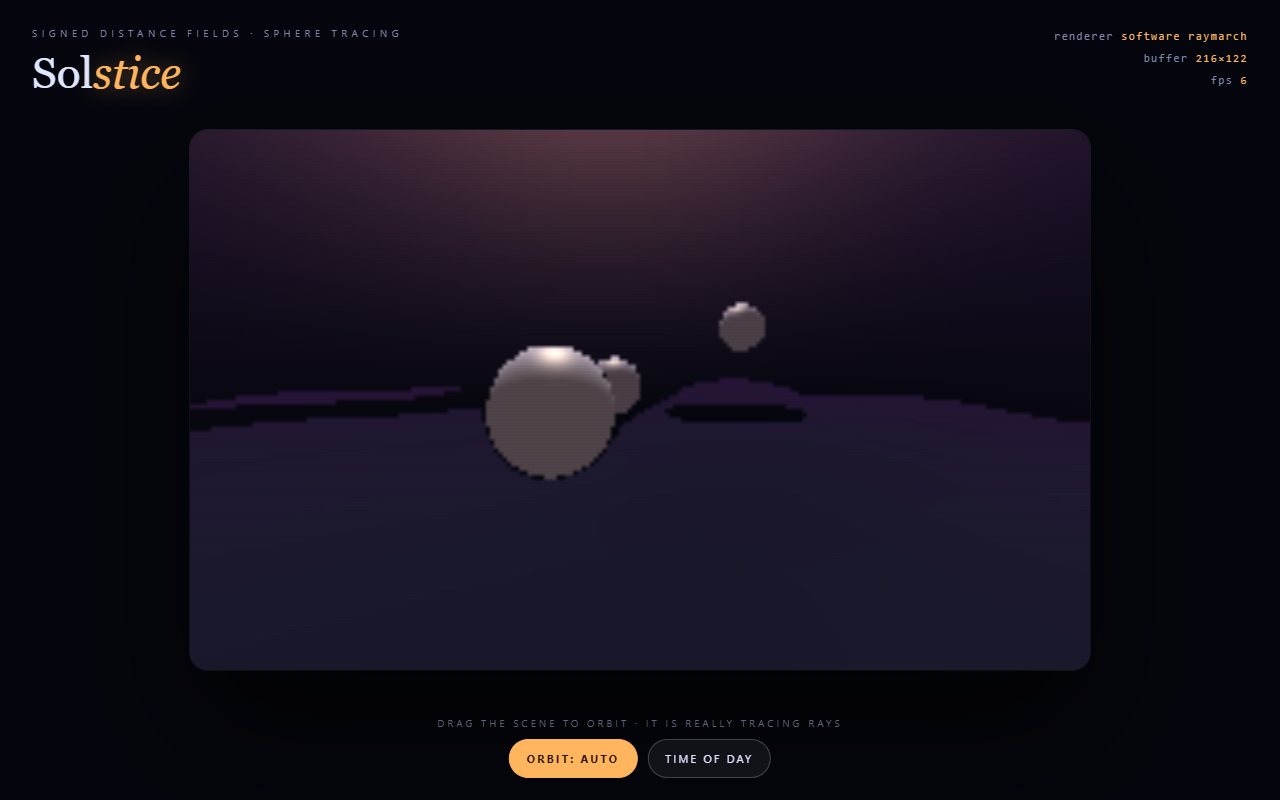 SIGNED DISTANCE FIELDS · SPHERE TRACING
Solstice
renderer software raymarch
buffer 216×122
fps 6
DRAG THE SCENE TO ORBIT · IT IS REALLY TRACING RAYS
ORBIT: AUTO
TIME OF DAY